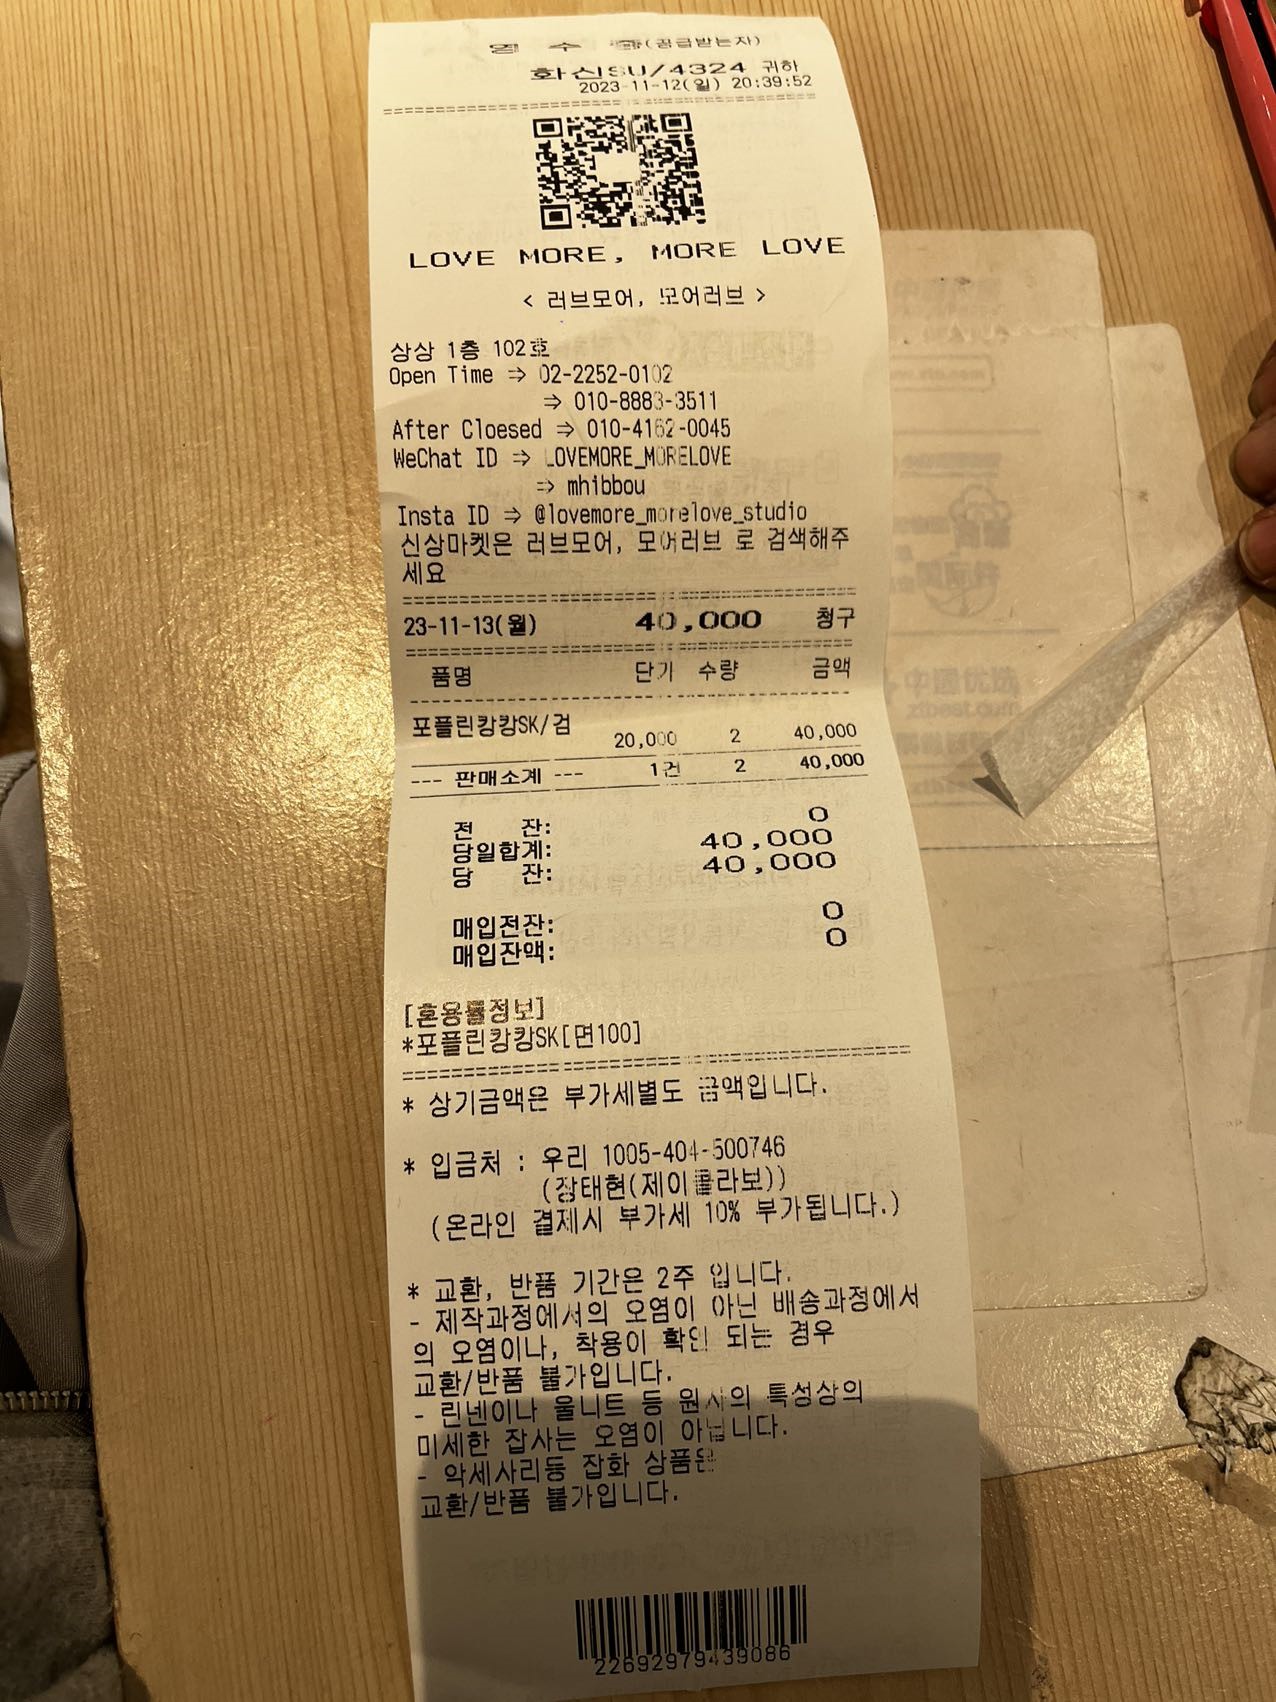 영 수 증(공급받는자)
화신SU/4324 귀하
2023-11-12(일) 20:39:52
LOVE MORE, MORE LOVE
< 러브모어, 모어러브 >
상상 1층 102호
Open Time ⇒ 02-2252-0102
⇒ 010-8883-3511
After Cloesed ⇒ 010-4162-0045
WeChat ID ⇒ LOVEMORE_MORELOVE
⇒ mhibbou
Insta ID ⇒ @lovemore_morelove_studio
신상마켓은 러브모어, 모어러브 로 검색해주
세요
23-11-13(월) 40,000 청구
품명 단가 수량 금액
포플린캉캉SK/검
20,000 2 40,000
--- 판매소계 --- 1건 2 40,000
전 잔: 0
당일합계: 40,000
당 잔: 40,000
매입전잔: 0
매입잔액: 0
[혼용률정보]
*포플린캉캉SK[면100]
* 상기금액은 부가세별도 금액입니다.
* 입금처 : 우리 1005-404-500746
(장태현(제이콜라보))
(온라인 결제시 부가세 10% 부가됩니다.)
* 교환, 반품 기간은 2주 입니다.
- 제작과정에서의 오염이 아닌 배송과정에서
의 오염이나, 착용이 확인 되는 경우
교환/반품 불가입니다.
- 린넨이나 울니트 등 원사의 특성상의
미세한 잡사는 오염이 아닙니다.
- 악세사리등 잡화 상품은
교환/반품 불가입니다.
22692979439086